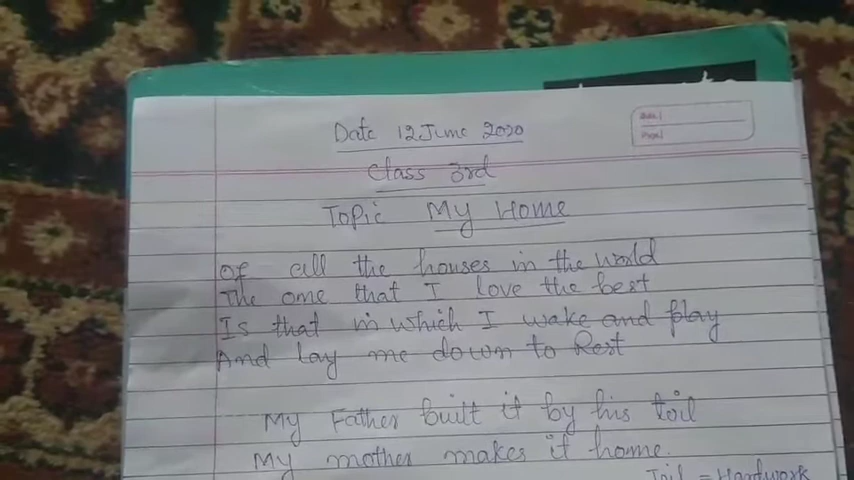 Date 12 June 2020
Class 3rd
Topic My Home
Of all the houses in the world
The one that I love the best
Is that in which I wake and play
And lay me down to Rest
My Father built it by his toil
My mother makes it home.
Toil = Hardwork